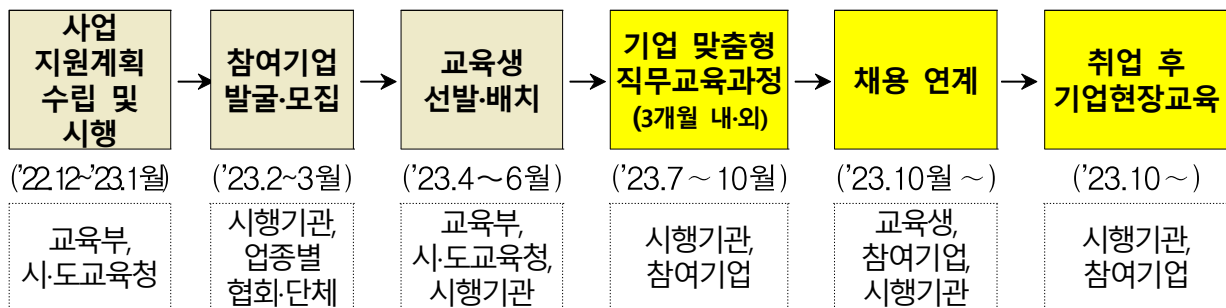 사업
지원계획
수립 및
시행
참여기업
발굴·모집
교육생
선발·배치
기업 맞춤형
직무교육과정
(3개월 내·외)
채용 연계
취업 후
기업현장교육
('22.12~'23.1월)
('23.2~3월)
('23.4~6월)
('23.7~10월)
('23.10월 ~)
('23.10~)
교육부,
시·도교육청
시행기관,
업종별
협회·단체
교육부,
시·도교육청,
시행기관
시행기관,
참여기업
교육생,
참여기업,
시행기관
시행기관,
참여기업